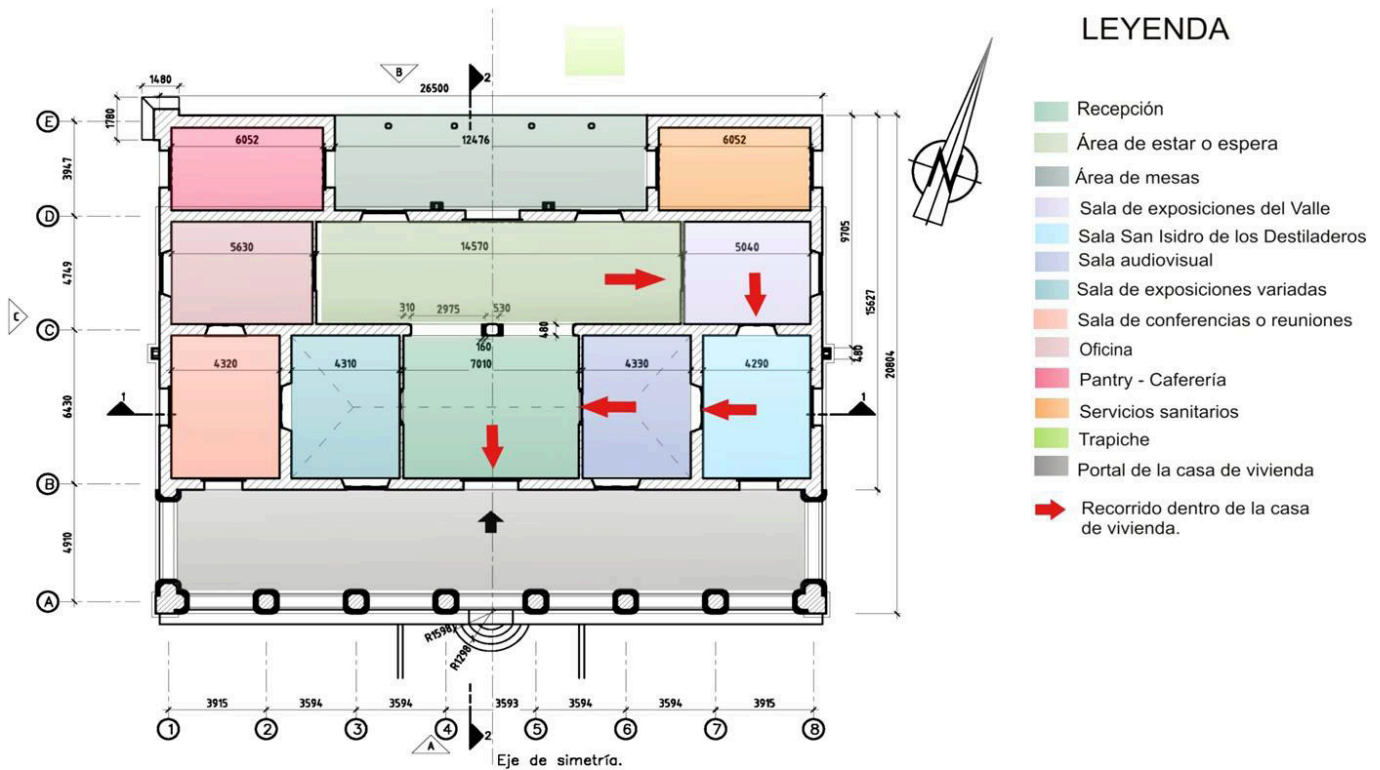 LEYENDA
Recepción
Área de estar o espera
Área de mesas
Sala de exposiciones del Valle
Sala San Isidro de los Destiladeros
Sala audiovisual
Sala de exposiciones variadas
Sala de conferencias o reuniones
Oficina
Pantry - Caferería
Servicios sanitarios
Trapiche
Portal de la casa de vivienda
Recorrido dentro de la casa
de vivienda.
N
B
2
1480
26500
1780
E
6052
12476
6052
3947
D
9705
5630
14570
5040
4749
15627
C
310
2975
530
C
480
160
480
20804
4320
4310
7010
4330
4290
6430
1
1
B
4910
A
R1598
R1298
3915
3594
3594
3593
3594
3594
3915
1
2
3
4
5
6
7
8
A
2
Eje de simetría.